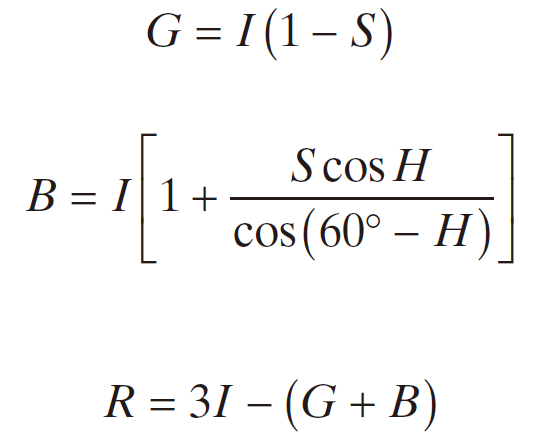 G = I(1 − S)
B = I[1 + S cos H / cos(60° − H)]
R = 3I − (G + B)